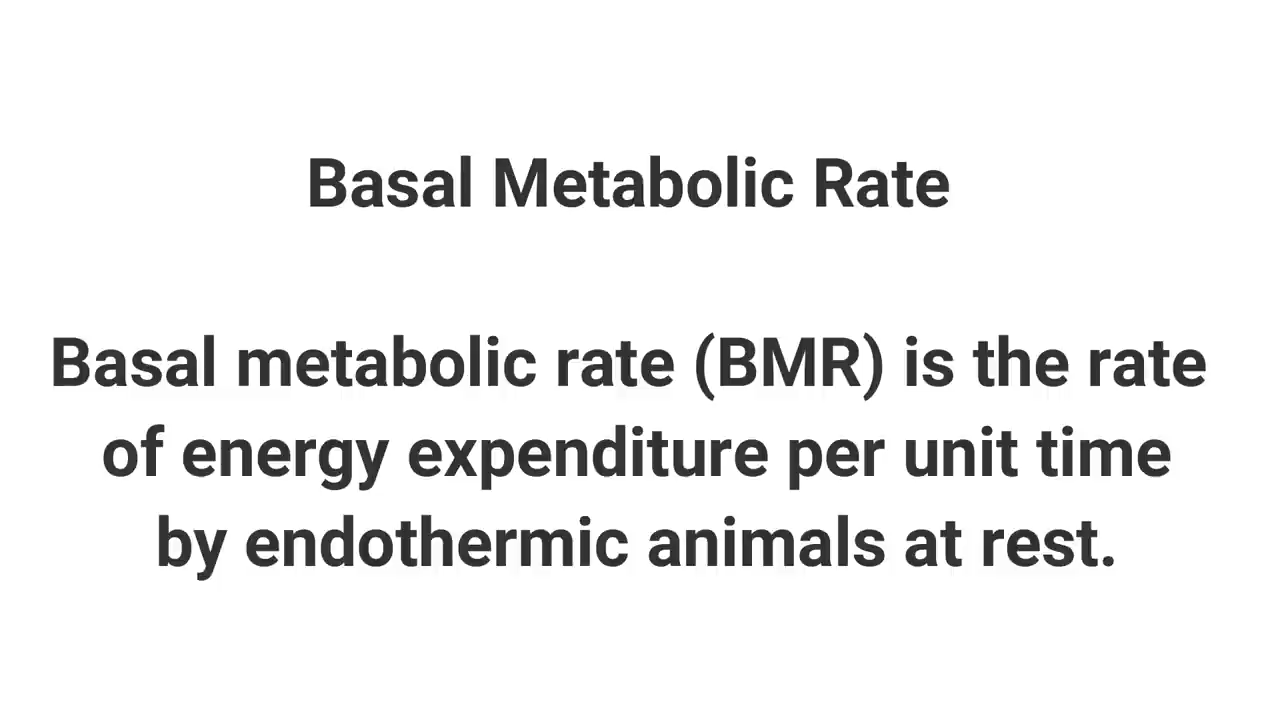 Basal Metabolic Rate
Basal metabolic rate (BMR) is the rate
of energy expenditure per unit time
by endothermic animals at rest.